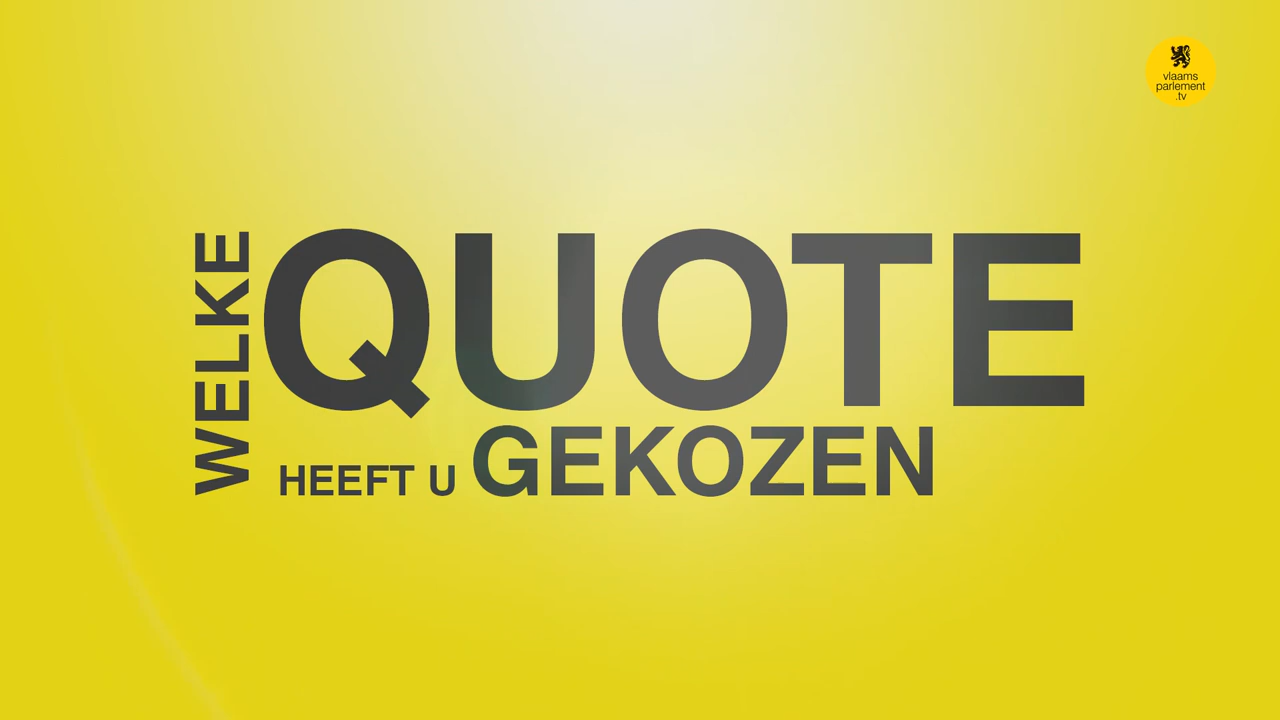 WELKE
QUOTE
HEEFT U GEKOZEN
vlaams
parlement
.tv